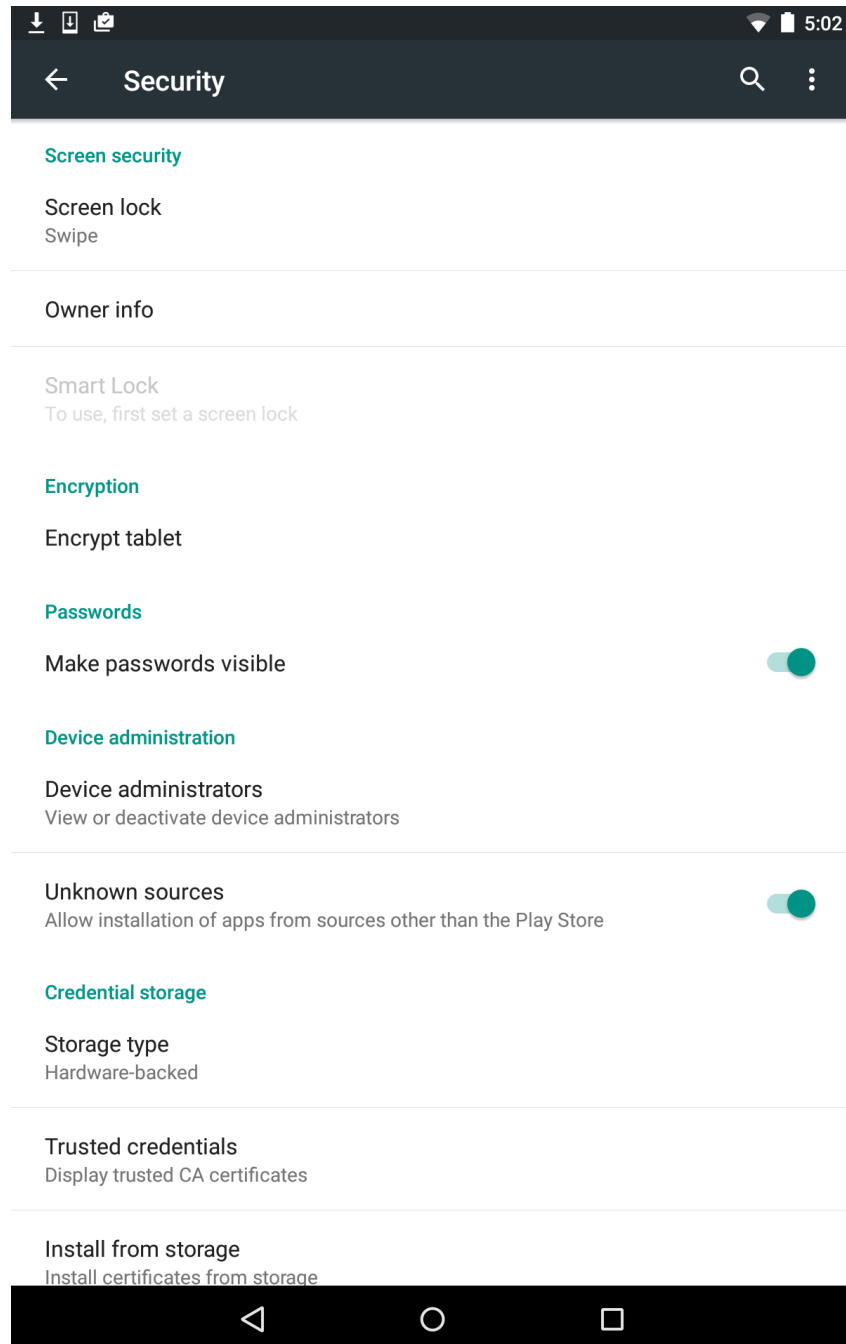 5:02
Security
Screen security
Screen lock
Swipe
Owner info
Smart Lock
To use, first set a screen lock
Encryption
Encrypt tablet
Passwords
Make passwords visible
Device administration
Device administrators
View or deactivate device administrators
Unknown sources
Allow installation of apps from sources other than the Play Store
Credential storage
Storage type
Hardware-backed
Trusted credentials
Display trusted CA certificates
Install from storage
Install certificates from storage